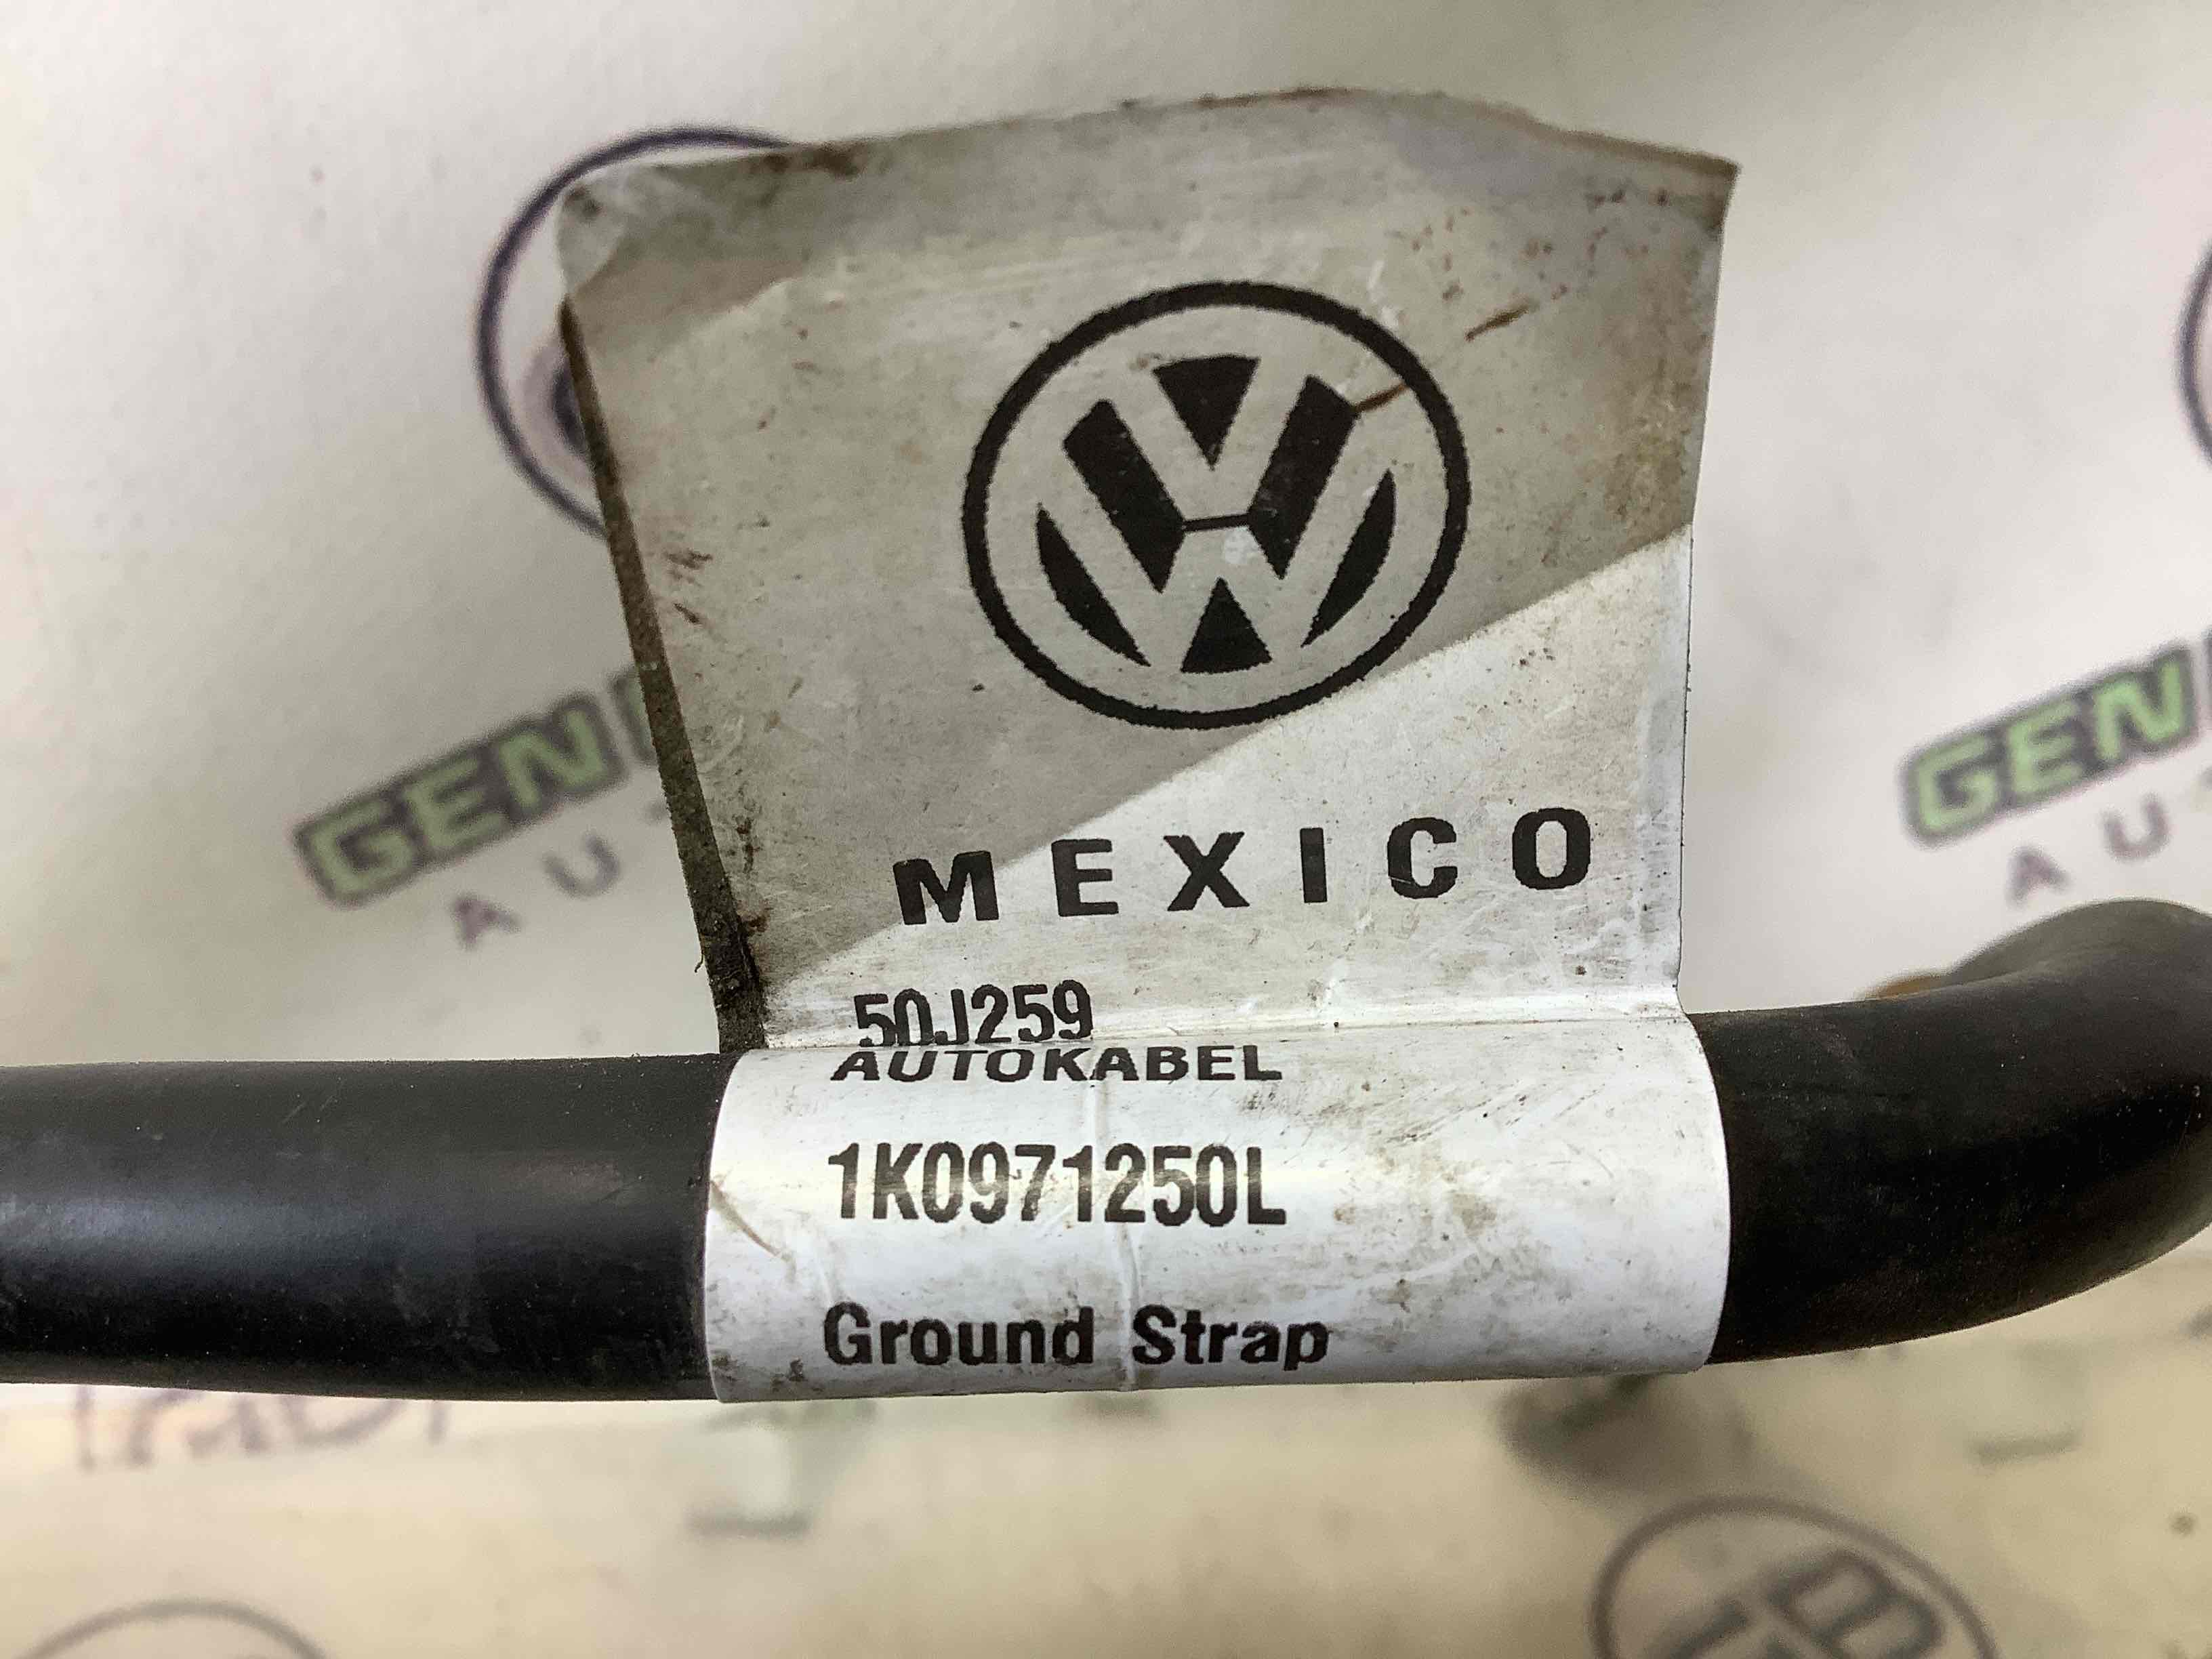 MEXICO
50J259
AUTOKABEL
1K0971250L
Ground Strap